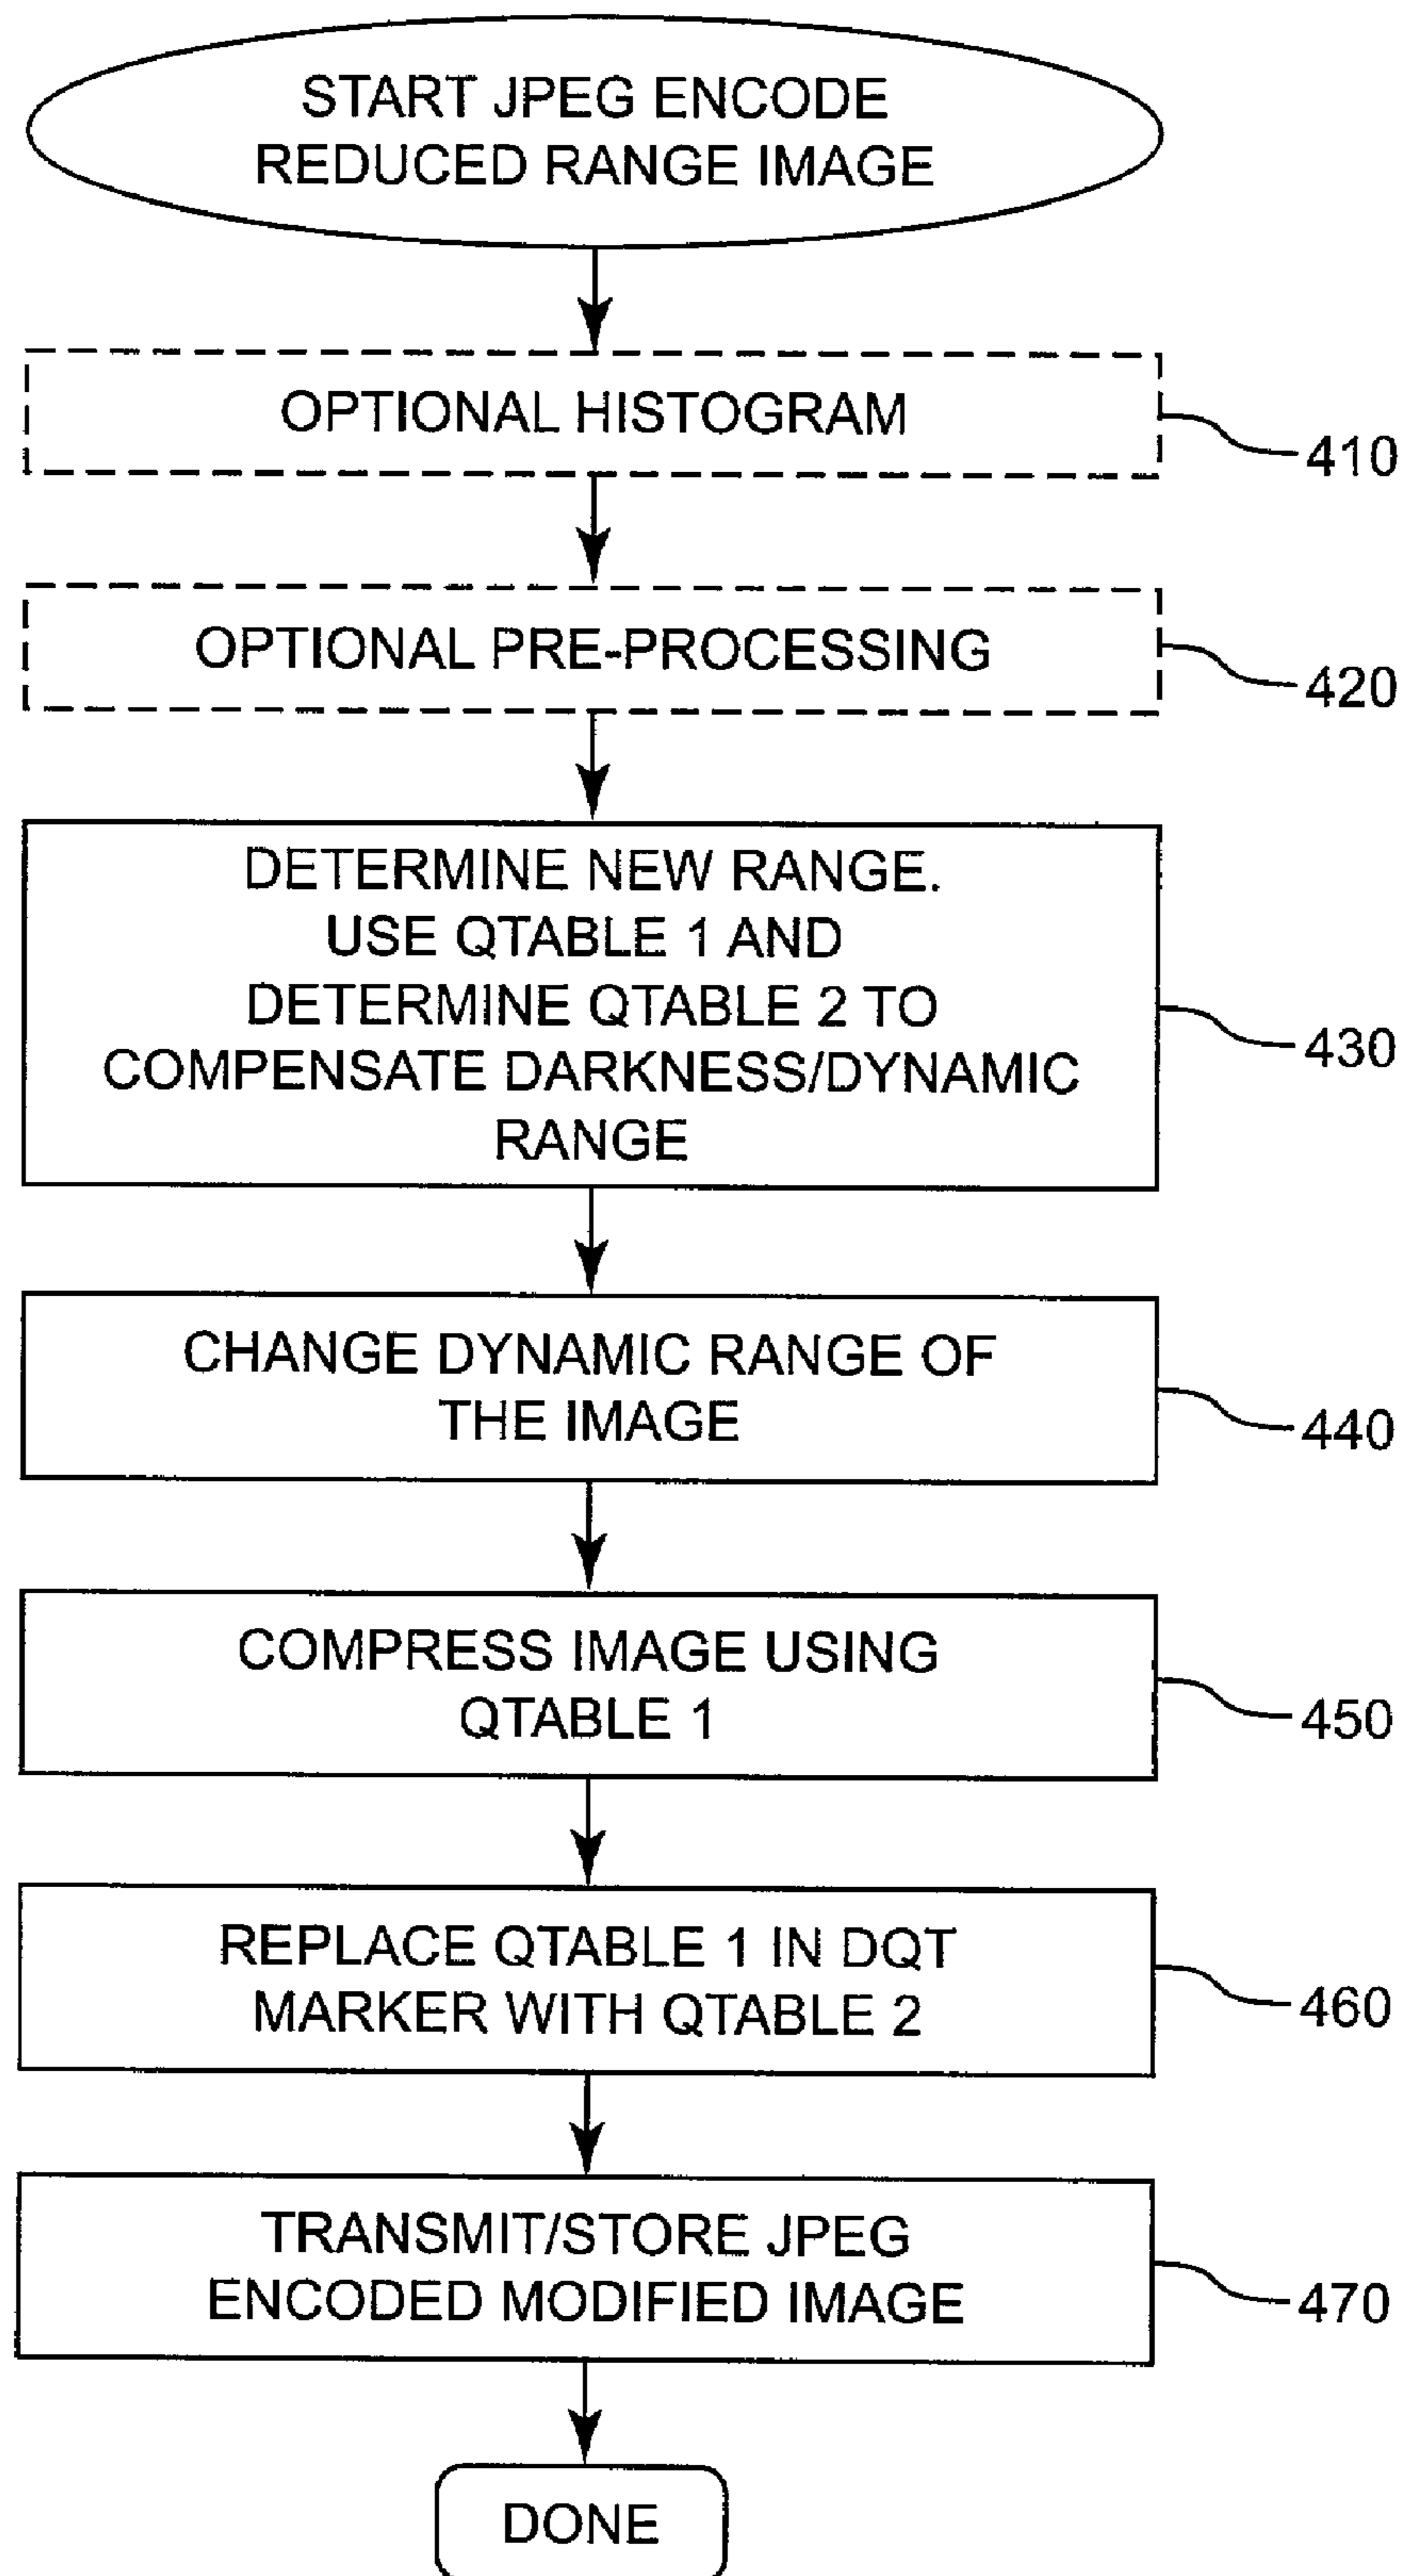 START JPEG ENCODE
REDUCED RANGE IMAGE
OPTIONAL HISTOGRAM
410
OPTIONAL PRE-PROCESSING
420
DETERMINE NEW RANGE.
USE QTABLE 1 AND
DETERMINE QTABLE 2 TO
COMPENSATE DARKNESS/DYNAMIC
RANGE
430
CHANGE DYNAMIC RANGE OF
THE IMAGE
440
COMPRESS IMAGE USING
QTABLE 1
450
REPLACE QTABLE 1 IN DQT
MARKER WITH QTABLE 2
460
TRANSMIT/STORE JPEG
ENCODED MODIFIED IMAGE
470
DONE